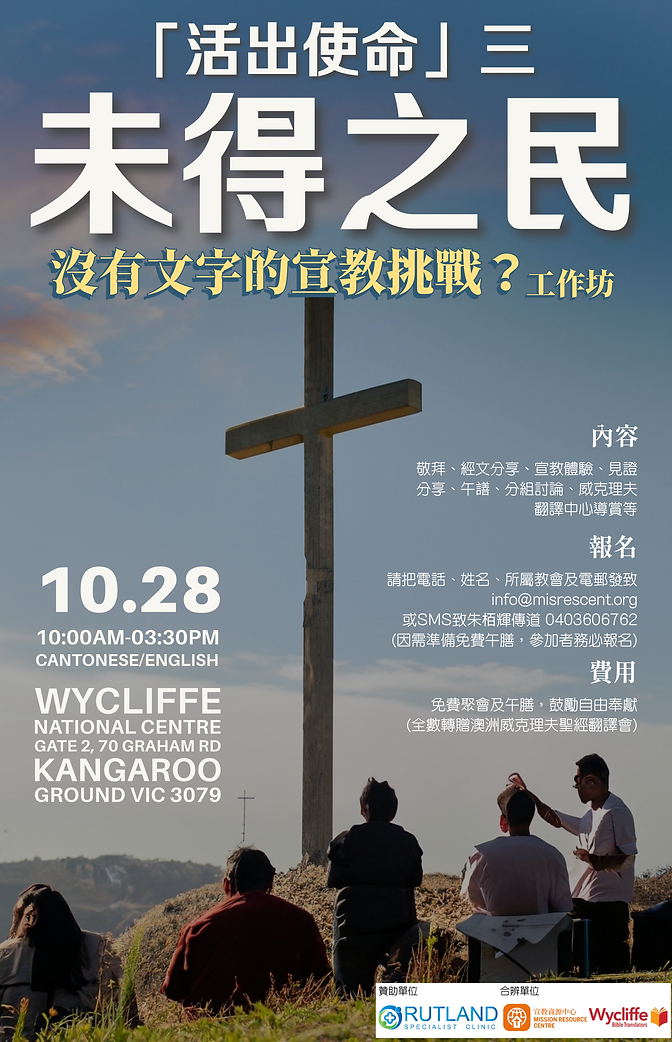 「活出使命」三
未得之民
沒有文字的宣教挑戰？工作坊
內容
敬拜、經文分享、宣教體驗、見證
分享、午譜、分組討論、威克理夫
翻譯中心導賞等
報名
請把電話、姓名、所屬教會及電郵發致
info@misrescent.org
或SMS致朱栢輝傳道 0403606762
(因需準備免費午膳，參加者務必報名)
費用
免費聚會及午膳，鼓勵自由奉獻
(全數轉贈澳洲威克理夫聖經翻譯會)
10.28
10:00AM-03:30PM
CANTONESE/ENGLISH
WYCLIFFE
NATIONAL CENTRE
GATE 2, 70 GRAHAM RD
KANGAROO
GROUND VIC 3079
贊助單位
RUTLAND
SPECIALIST CLINIC
合辦單位
宣教資源中心
MISSION RESOURCE
CENTRE
Wycliffe
Bible Translators